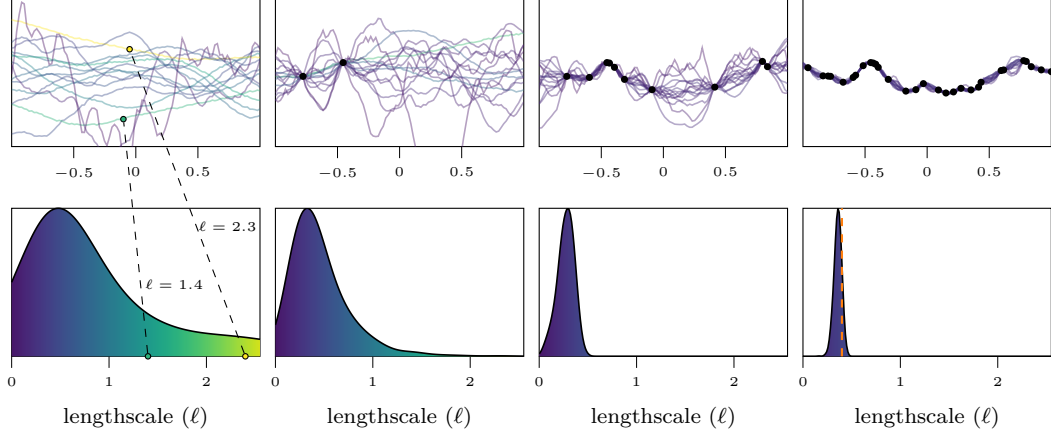 −0.5 0 0.5 −0.5 0 0.5 −0.5 0 0.5 −0.5 0 0.5
ℓ = 2.3
ℓ = 1.4
0 1 2 0 1 2 0 1 2 0 1 2
lengthscale (ℓ) lengthscale (ℓ) lengthscale (ℓ) lengthscale (ℓ)